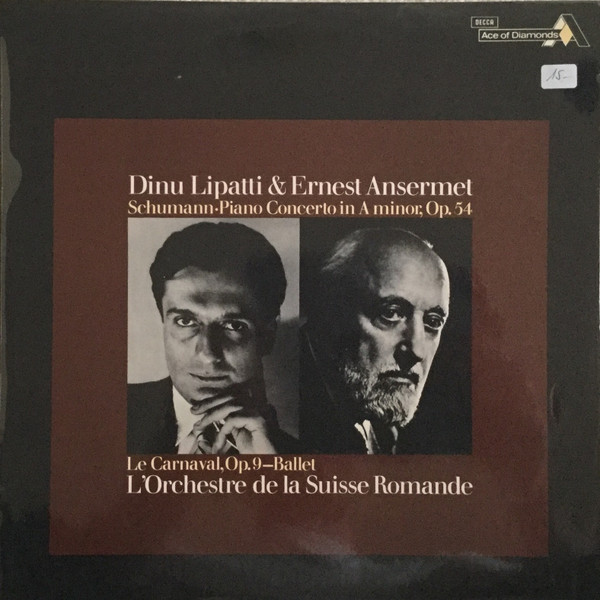 DECCA
Ace of Diamonds
15.-
Dinu Lipatti & Ernest Ansermet
Schumann·Piano Concerto in A minor, Op. 54
Le Carnaval, Op. 9–Ballet
L'Orchestre de la Suisse Romande